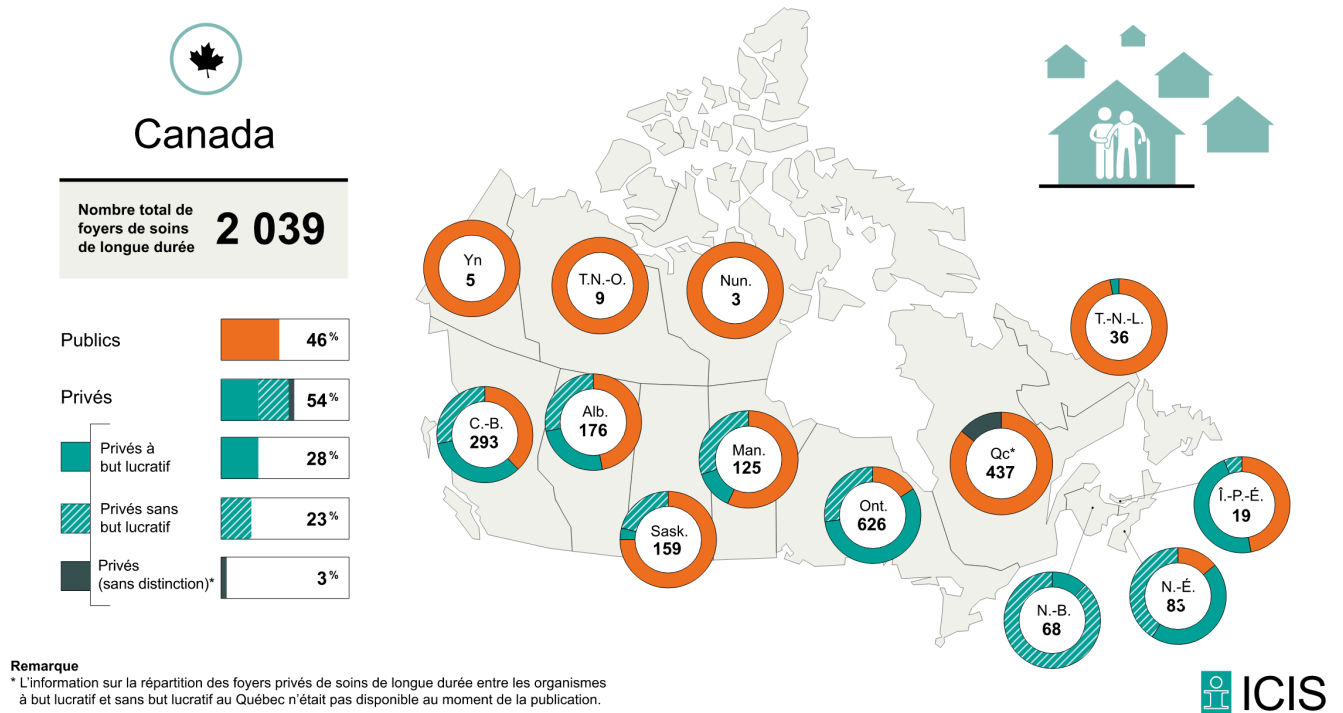 Canada
Nombre total de
foyers de soins
de longue durée
2 039
Publics
46 %
Privés
54 %
Privés à
but lucratif
28 %
Privés sans
but lucratif
23 %
Privés
(sans distinction)*
3 %
Yn
5
T.N.-O.
9
Nun.
3
T.-N.-L.
36
C.-B.
293
Alb.
176
Man.
125
Sask.
159
Ont.
626
Qc*
437
Î.-P.-É.
19
N.-É.
83
N.-B.
68
Remarque
* L’information sur la répartition des foyers privés de soins de longue durée entre les organismes
à but lucratif et sans but lucratif au Québec n’était pas disponible au moment de la publication.
ICIS